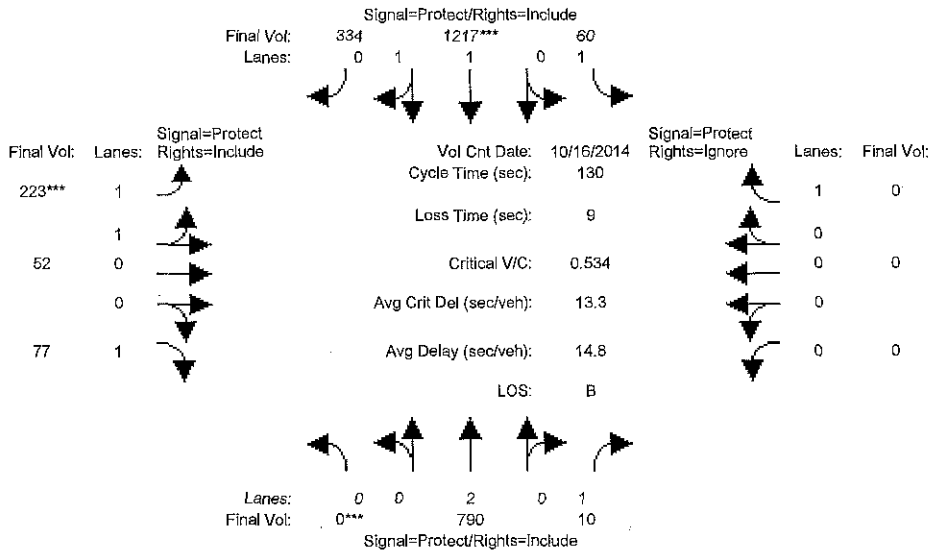 Signal=Protect/Rights=Include
Final Vol: 334 1217*** 60
Lanes: 0 1 1 0 1
Signal=Protect Signal=Protect
Final Vol: Lanes: Rights=Include Vol Cnt Date: 10/16/2014 Rights=Ignore Lanes: Final Vol:
Cycle Time (sec): 130
223*** 1 1 0
Loss Time (sec): 9
1 0
52 0 Critical V/C: 0.534 0 0
0 Avg Crit Del (sec/veh): 13.3 0
77 1 Avg Delay (sec/veh): 14.8 0 0
LOS: B
Lanes: 0 0 2 0 1
Final Vol: 0*** 790 10
Signal=Protect/Rights=Include